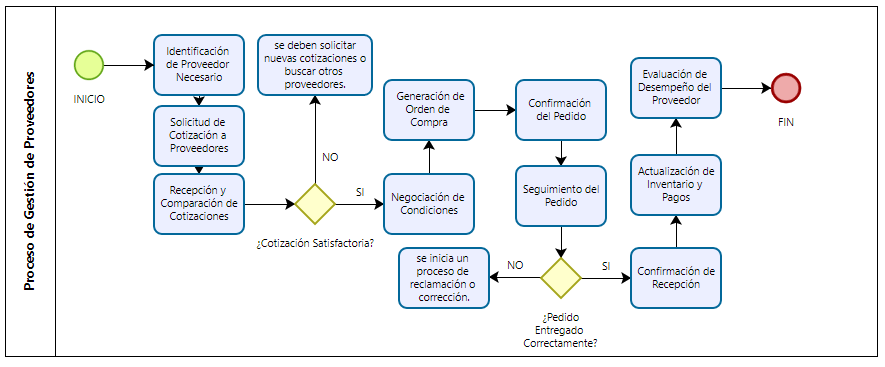 Proceso de Gestión de Proveedores
INICIO
Identificación
de Proveedor
Necesario
Solicitud de
Cotización a
Proveedores
Recepción y
Comparación de
Cotizaciones
¿Cotización Satisfactoria?
NO
se deben solicitar
nuevas cotizaciones o
buscar otros
proveedores.
SI
Negociación de
Condiciones
Generación de
Orden de
Compra
Confirmación
del Pedido
Seguimiento del
Pedido
¿Pedido
Entregado
Correctamente?
NO
se inicia un
proceso de
reclamación o
corrección.
SI
Confirmación de
Recepción
Actualización de
Inventario y
Pagos
Evaluación de
Desempeño del
Proveedor
FIN